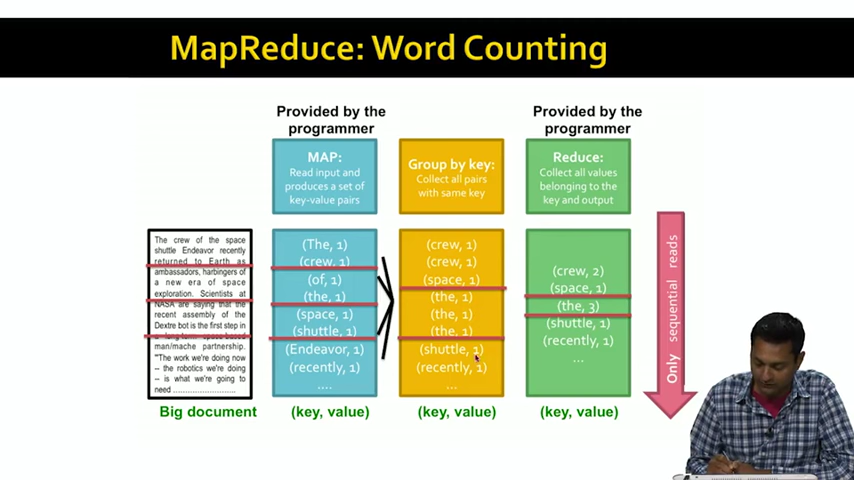 MapReduce: Word Counting
Provided by the
programmer
Provided by the
programmer
MAP:
Read input and
produces a set of
key-value pairs
Group by key:
Collect all pairs
with same key
Reduce:
Collect all values
belonging to the
key and output
The crew of the space
shuttle Endeavor recently
returned to Earth as
ambassadors, harbingers of
a new era of space
exploration. Scientists at
NASA are saying that the
recent assembly of the
Dextre bot is the first step in
a long-term space-based
man/mache partnership.
"The work we're doing now
-- the robotics we're doing
-- is what we're going to
need ...........................
(The, 1)
(crew, 1)
(of, 1)
(the, 1)
(space, 1)
(shuttle, 1)
(Endeavor, 1)
(recently, 1)
....
(crew, 1)
(crew, 1)
(space, 1)
(the, 1)
(the, 1)
(the, 1)
(shuttle, 1)
(recently, 1)
...
(crew, 2)
(space, 1)
(the, 3)
(shuttle, 1)
(recently, 1)
...
Only sequential reads
Big document
(key, value)
(key, value)
(key, value)